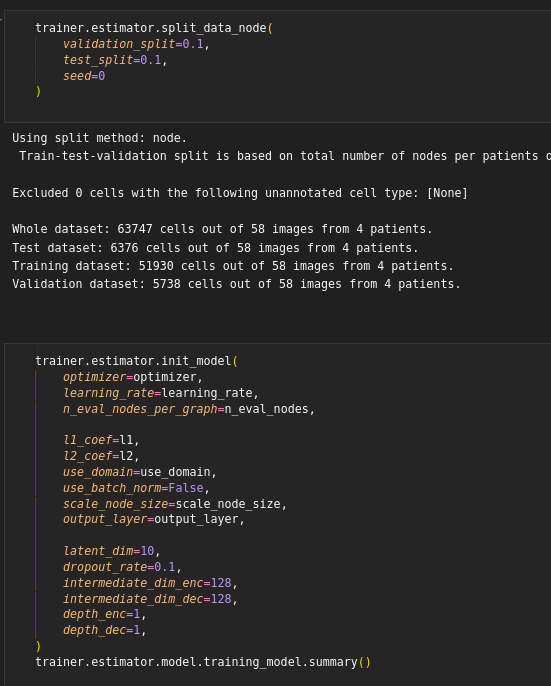 trainer.estimator.split_data_node(
    validation_split=0.1,
    test_split=0.1,
    seed=0
)
Using split method: node.
 Train-test-validation split is based on total number of nodes per patients
Excluded 0 cells with the following unannotated cell type: [None]
Whole dataset: 63747 cells out of 58 images from 4 patients.
Test dataset: 6376 cells out of 58 images from 4 patients.
Training dataset: 51930 cells out of 58 images from 4 patients.
Validation dataset: 5738 cells out of 58 images from 4 patients.
trainer.estimator.init_model(
    optimizer=optimizer,
    learning_rate=learning_rate,
    n_eval_nodes_per_graph=n_eval_nodes,
    l1_coef=l1,
    l2_coef=l2,
    use_domain=use_domain,
    use_batch_norm=False,
    scale_node_size=scale_node_size,
    output_layer=output_layer,
    latent_dim=10,
    dropout_rate=0.1,
    intermediate_dim_enc=128,
    intermediate_dim_dec=128,
    depth_enc=1,
    depth_dec=1,
)
trainer.estimator.model.training_model.summary()